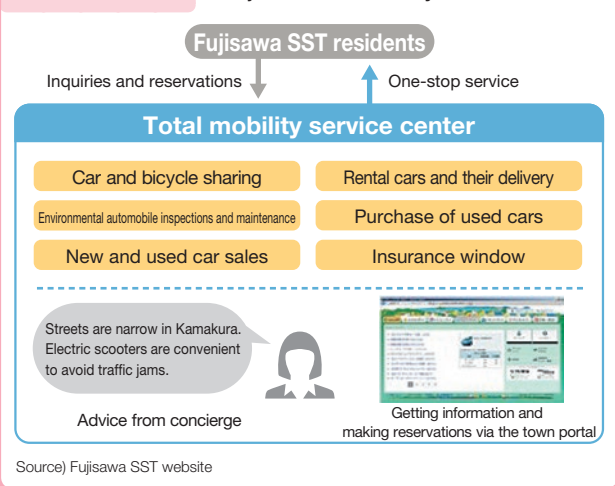 Fujisawa SST residents
Inquiries and reservations
One-stop service
Total mobility service center
Car and bicycle sharing
Rental cars and their delivery
Environmental automobile inspections and maintenance
Purchase of used cars
New and used car sales
Insurance window
Streets are narrow in Kamakura.
Electric scooters are convenient
to avoid traffic jams.
Advice from concierge
Getting information and
making reservations via the town portal
Source) Fujisawa SST website